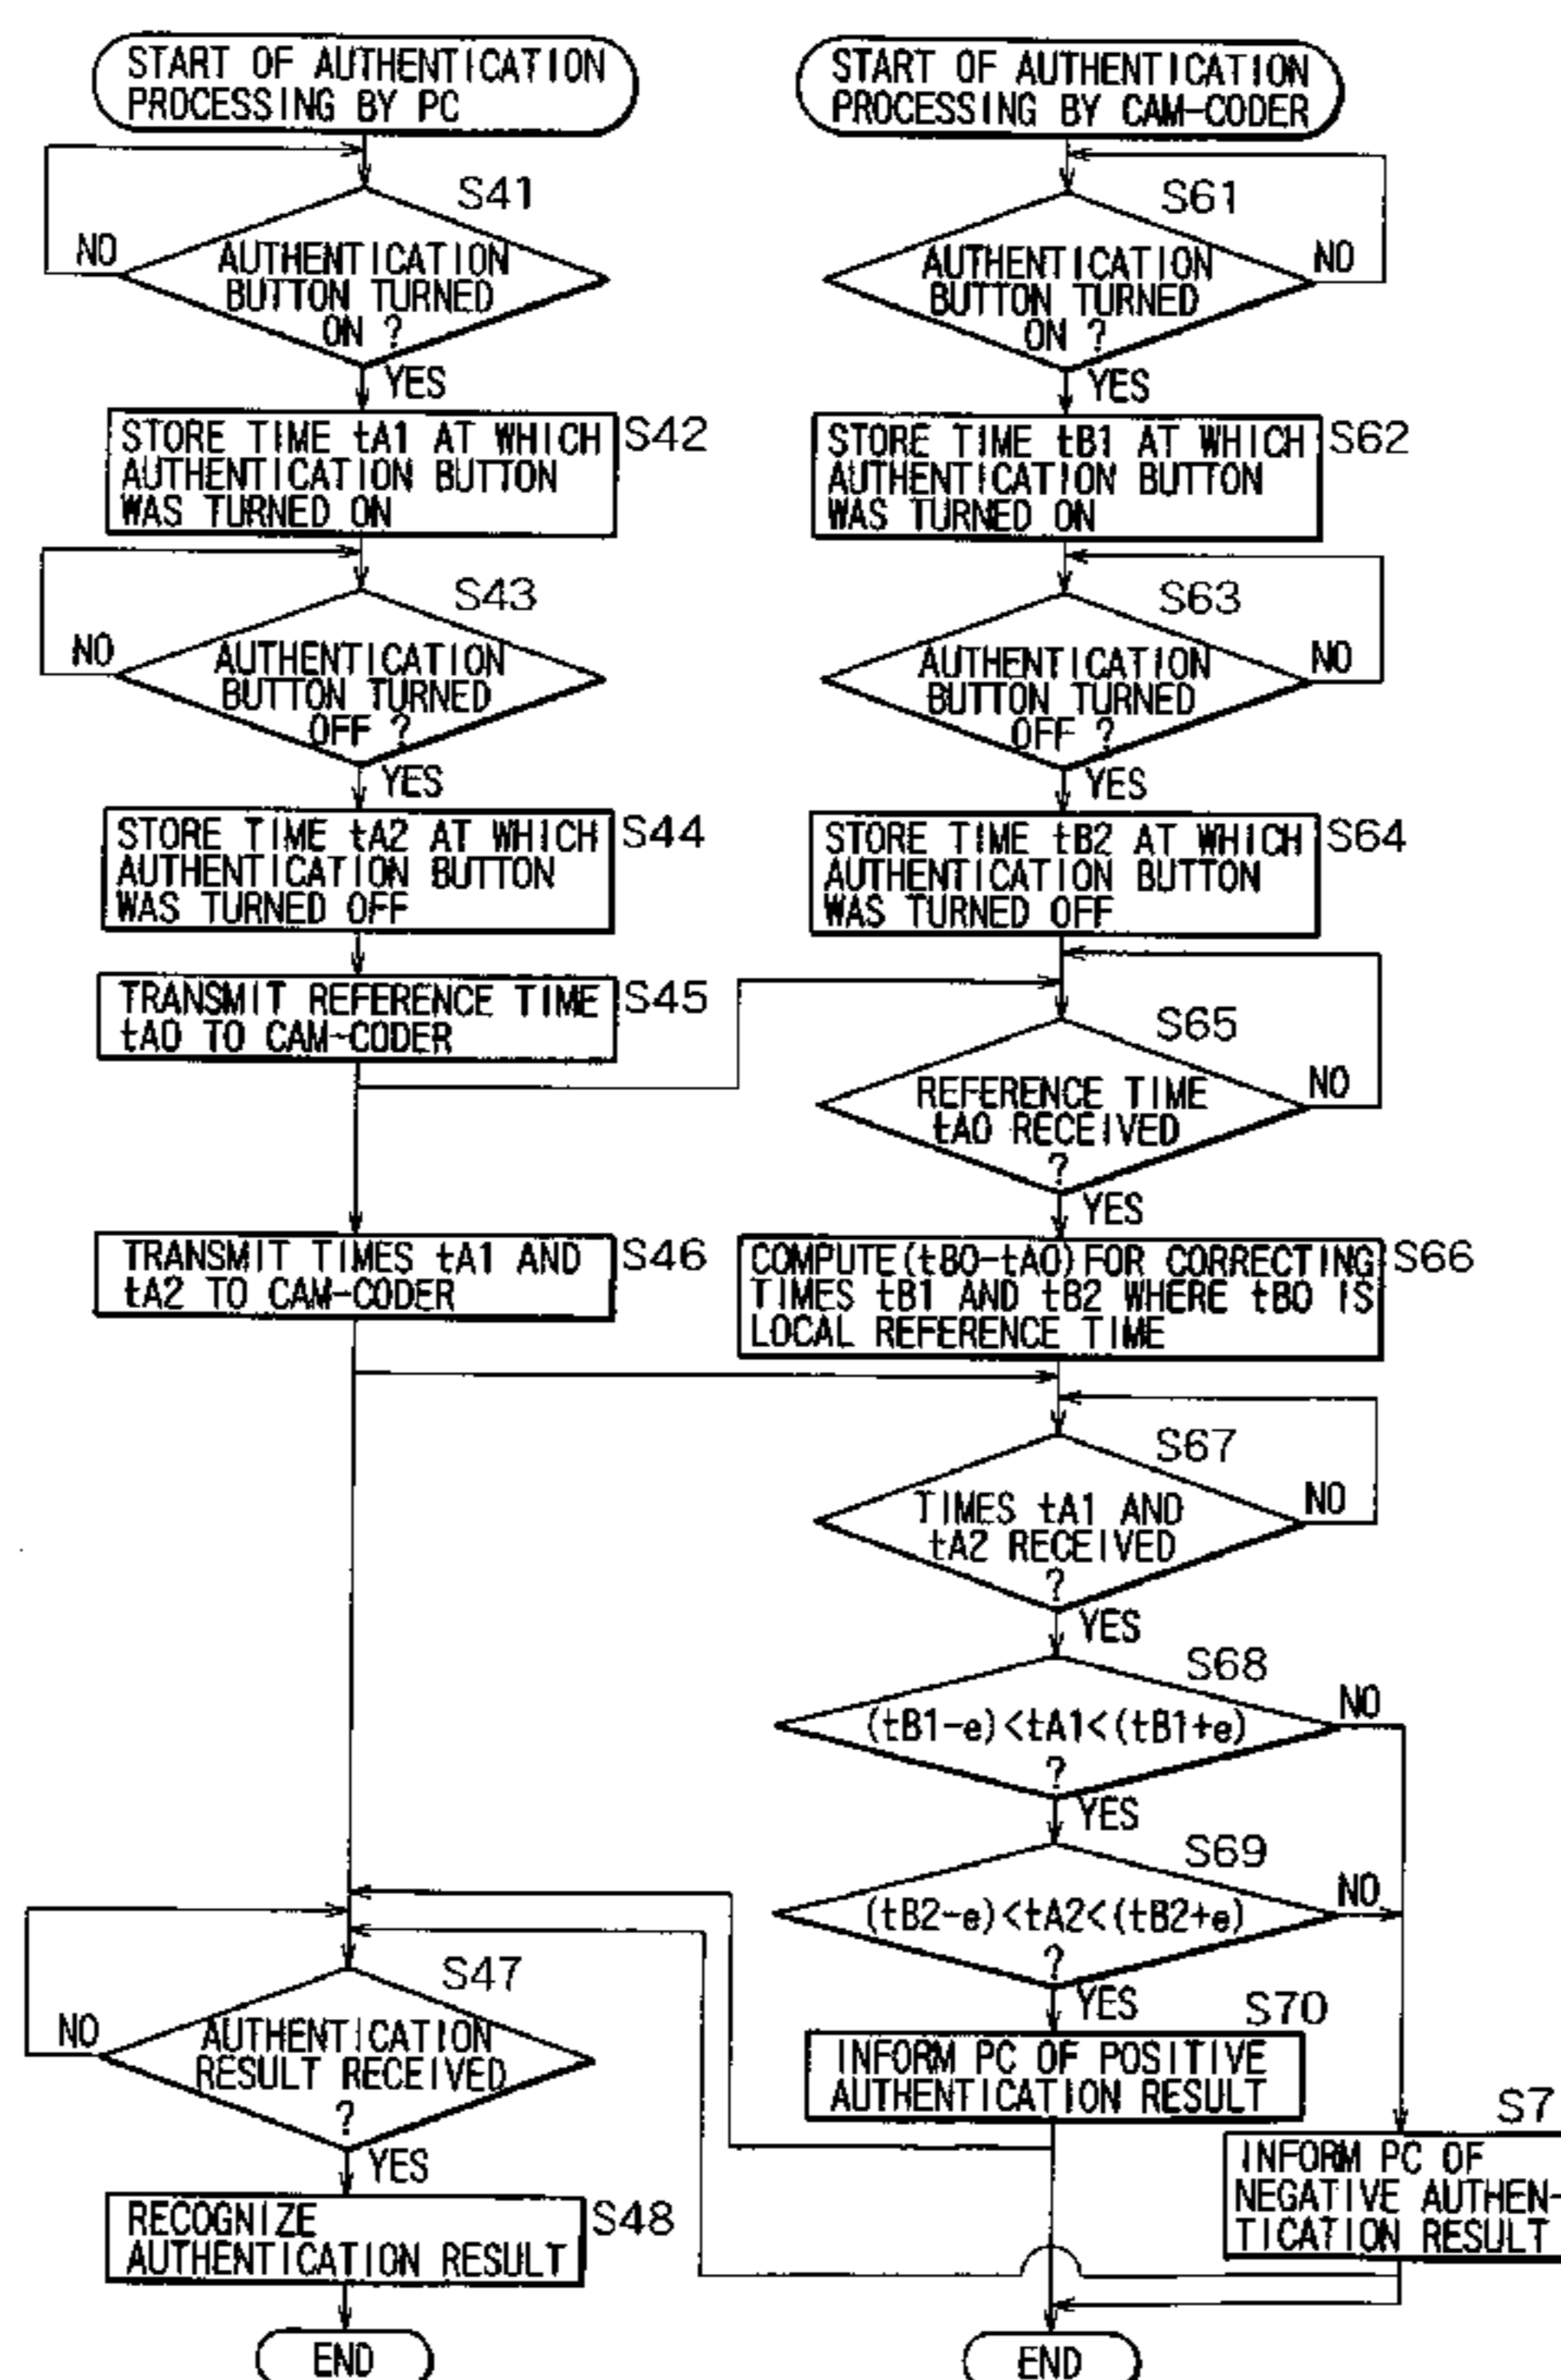 START OF AUTHENTICATION
PROCESSING BY PC
S41
NO
AUTHENTICATION
BUTTON TURNED
ON ?
YES
STORE TIME tA1 AT WHICH
AUTHENTICATION BUTTON
WAS TURNED ON
S42
S43
NO
AUTHENTICATION
BUTTON TURNED
OFF ?
YES
STORE TIME tA2 AT WHICH
AUTHENTICATION BUTTON
WAS TURNED OFF
S44
TRANSMIT REFERENCE TIME
tA0 TO CAM-CODER
S45
TRANSMIT TIMES tA1 AND
tA2 TO CAM-CODER
S46
S47
NO
AUTHENTICATION
RESULT RECEIVED
?
YES
RECOGNIZE
AUTHENTICATION RESULT
S48
END
START OF AUTHENTICATION
PROCESSING BY CAM-CODER
S61
NO
AUTHENTICATION
BUTTON TURNED
ON ?
YES
STORE TIME tB1 AT WHICH
AUTHENTICATION BUTTON
WAS TURNED ON
S62
S63
NO
AUTHENTICATION
BUTTON TURNED
OFF ?
YES
STORE TIME tB2 AT WHICH
AUTHENTICATION BUTTON
WAS TURNED OFF
S64
S65
NO
REFERENCE TIME
tA0 RECEIVED
?
YES
COMPUTE(tB0-tA0)FOR CORRECTING
TIMES tB1 AND tB2 WHERE tB0 IS
LOCAL REFERENCE TIME
S66
S67
NO
TIMES tA1 AND
tA2 RECEIVED
?
YES
S68
NO
(tB1-e)<tA1<(tB1+e)
?
YES
S69
NO
(tB2-e)<tA2<(tB2+e)
?
YES
S70
INFORM PC OF POSITIVE
AUTHENTICATION RESULT
S7
INFORM PC OF
NEGATIVE AUTHEN-
TICATION RESULT
END